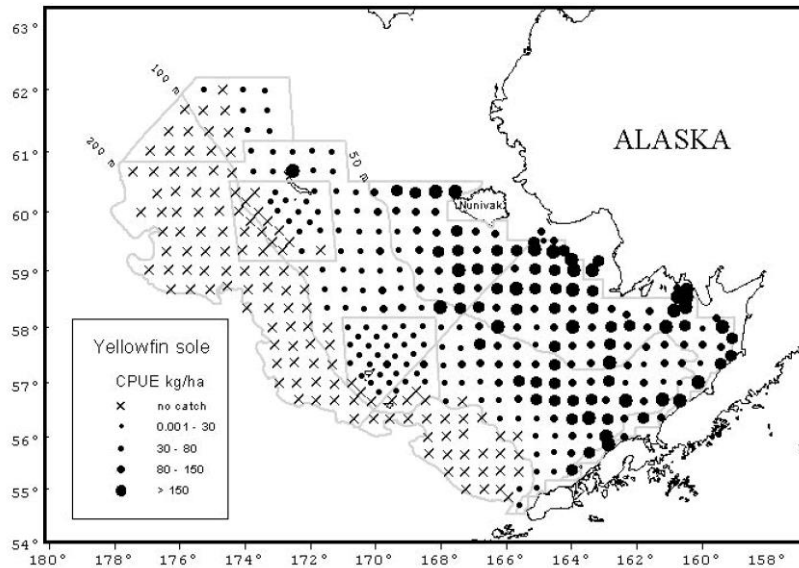 63°
62°
61°
60°
59°
58°
57°
56°
55°
54°
100 m
200 m
50 m
ALASKA
Nunivak
Yellowfin sole
CPUE kg/ha
no catch
0.001 - 30
30 - 80
80 - 150
> 150
180° 178° 176° 174° 172° 170° 168° 166° 164° 162° 160° 158°